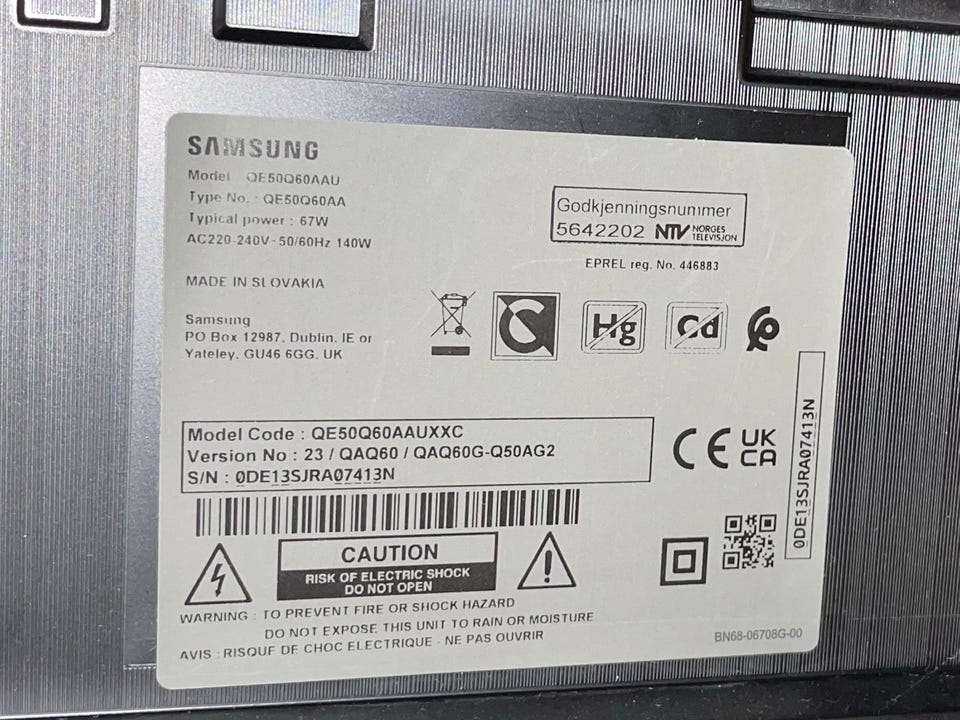 SAMSUNG
Model QE50Q60AAU
Type No. : QE50Q60AA
Typical power : 67W
AC220-240V~50/60Hz 140W
Godkjenningsnummer
5642202 NTV NORGES TELEVISJON
EPREL reg. No. 446883
MADE IN SLOVAKIA
Samsung
PO Box 12987, Dublin. IE or
Yateley, GU46 6GG. UK
Hg
Cd
Model Code : QE50Q60AAUXXC
Version No : 23 / QAQ60 / QAQ60G-Q50AG2
S/N : 0DE13SJRA07413N
CE
UK
CA
0DE13SJRA07413N
CAUTION
RISK OF ELECTRIC SHOCK
DO NOT OPEN
WARNING : TO PREVENT FIRE OR SHOCK HAZARD
DO NOT EXPOSE THIS UNIT TO RAIN OR MOISTURE
AVIS : RISQUE DE CHOC ELECTRIQUE - NE PAS OUVRIR
BN68-06708G-00